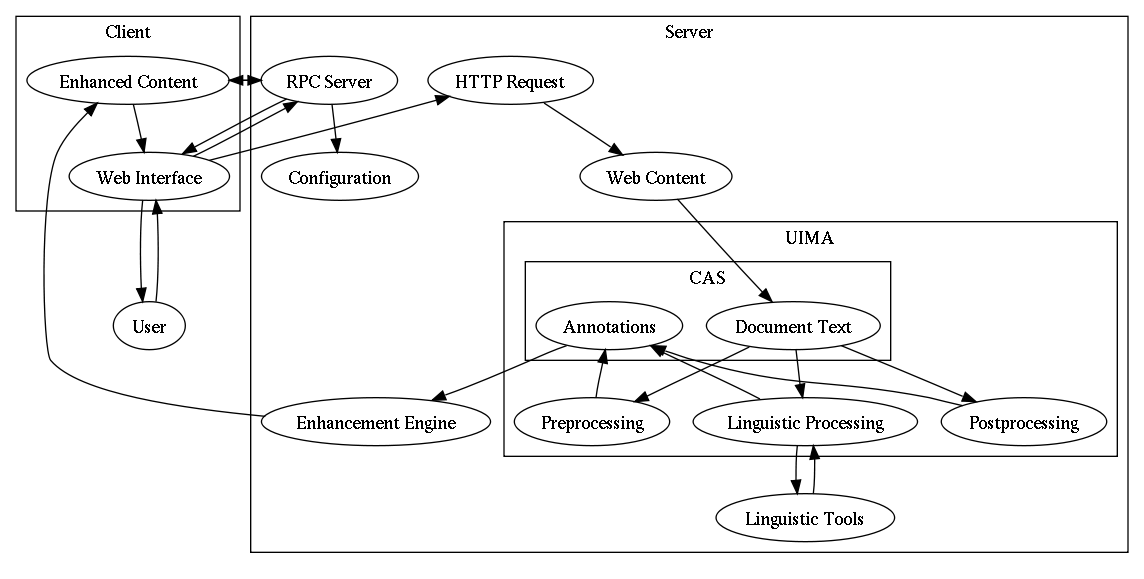 Client
Server
Enhanced Content
RPC Server
HTTP Request
Web Interface
Configuration
Web Content
UIMA
CAS
User
Annotations
Document Text
Enhancement Engine
Preprocessing
Linguistic Processing
Postprocessing
Linguistic Tools